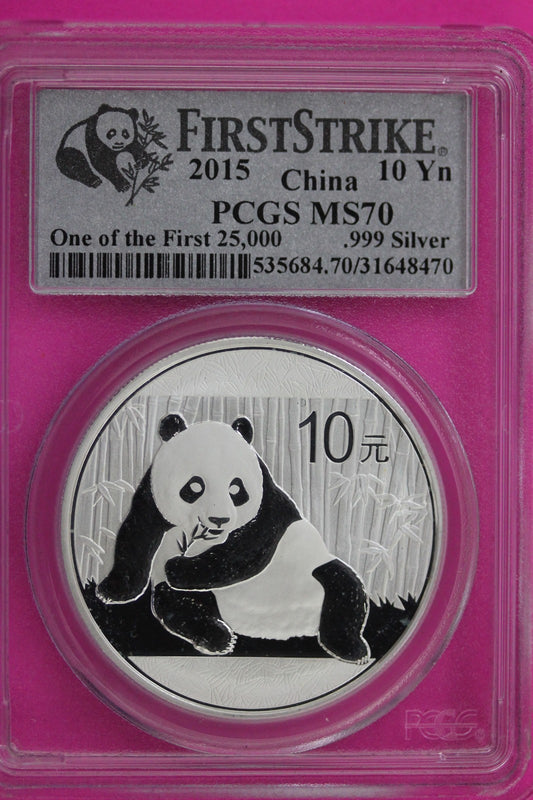 FIRSTSTRIKE®
2015 China 10 Yn
PCGS MS70
One of the First 25,000 .999 Silver
535684.70/31648470
10元
PCGS